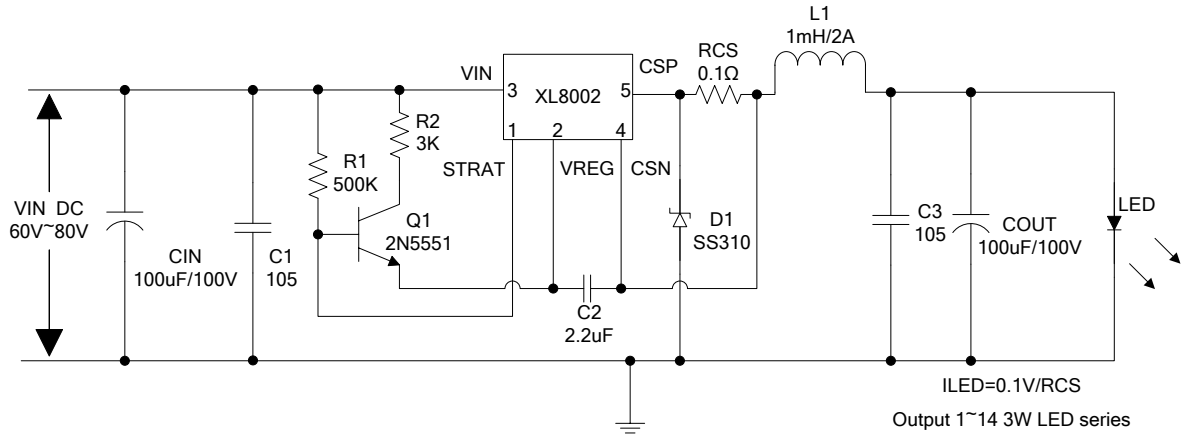 L1
1mH/2A
RCS
0.1Ω
VIN
CSP
3
XL8002
5
1
2
4
R2
3K
STRAT
VREG
CSN
R1
500K
Q1
2N5551
VIN DC
60V~80V
CIN
100uF/100V
C1
105
D1
SS310
C2
2.2uF
C3
105
COUT
100uF/100V
LED
ILED=0.1V/RCS
Output 1~14 3W LED series